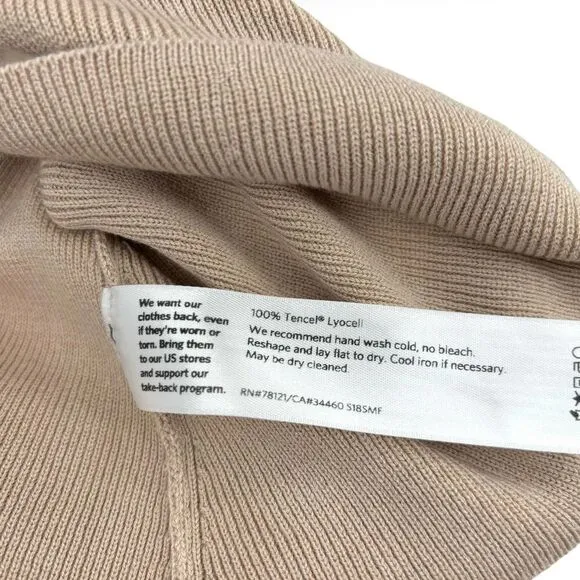 We want our
clothes back, even
if they're worn or
torn. Bring them
to our US stores
and support our
take-back program.
100% Tencel® Lyocell
We recommend hand wash cold, no bleach.
Reshape and lay flat to dry. Cool iron if necessary.
May be dry cleaned.
RN#78121/CA#34460 S18SMF